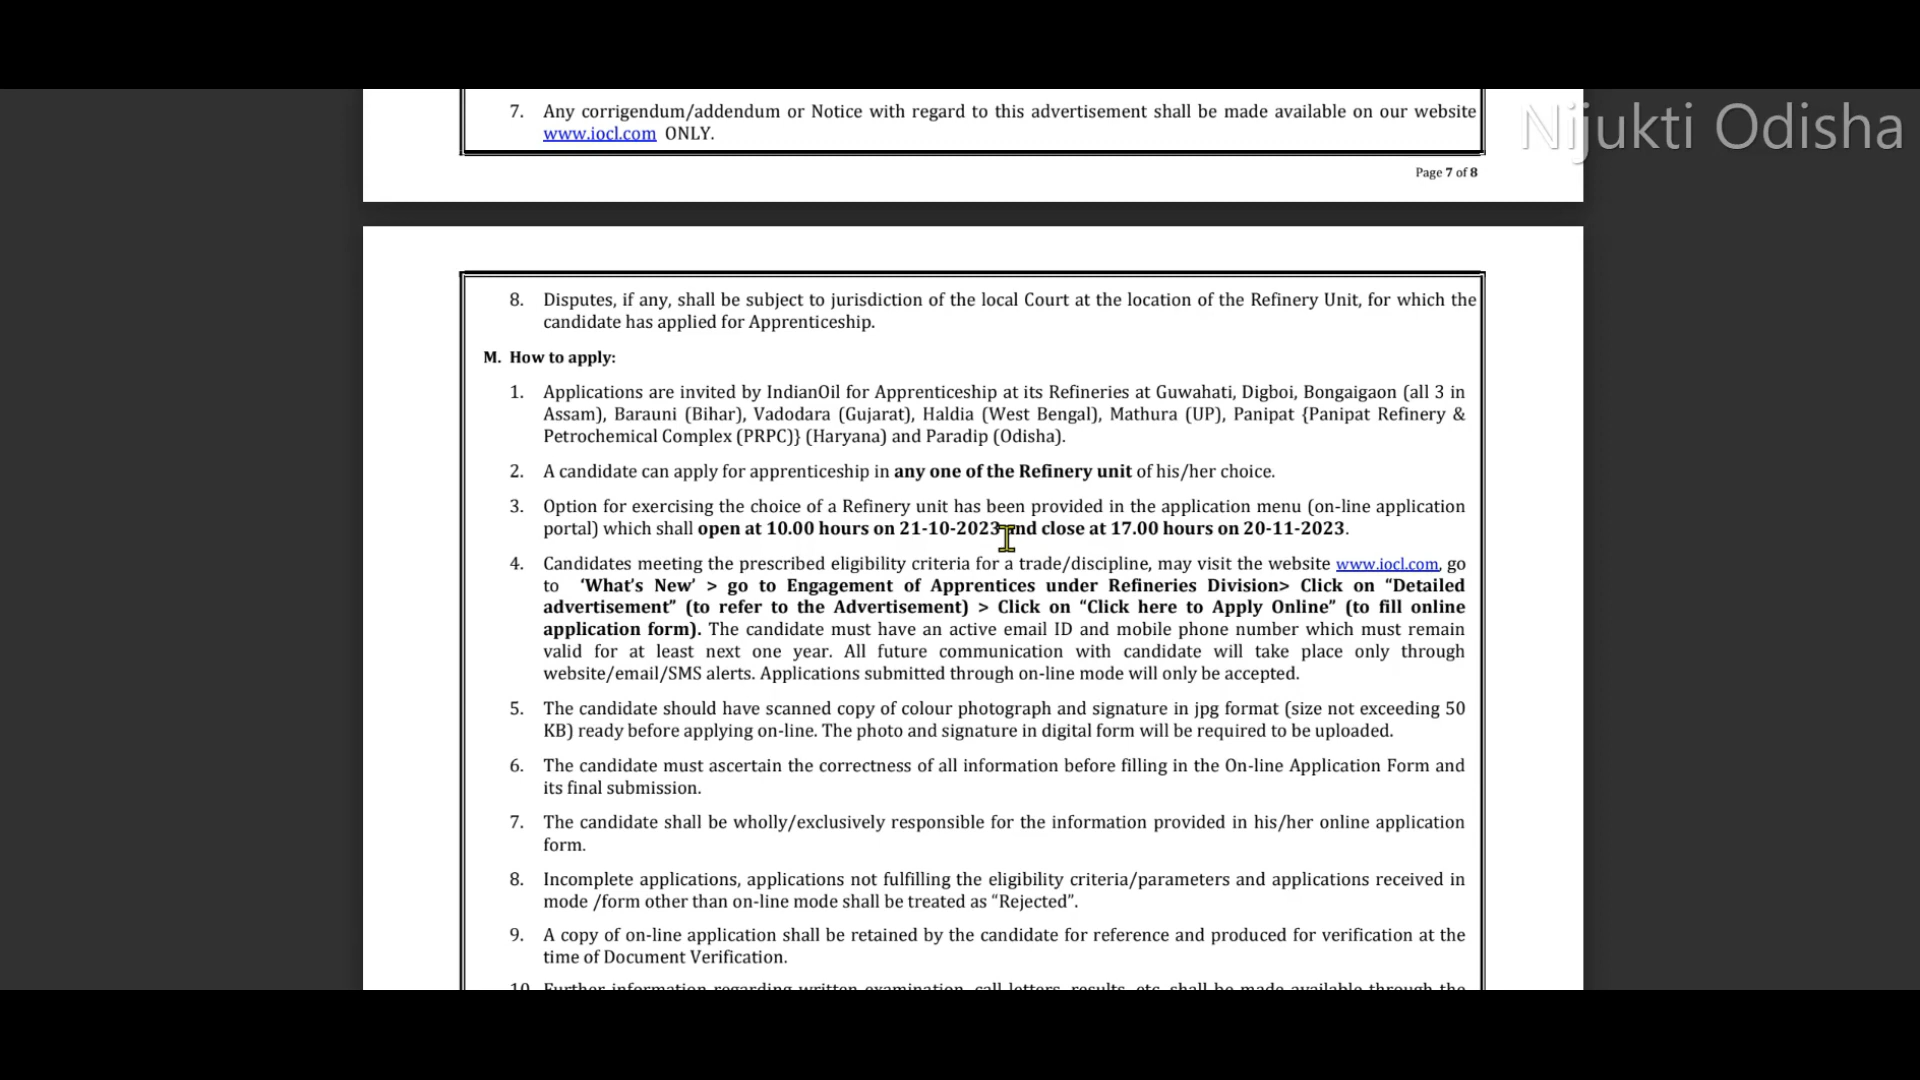 7. Any corrigendum/addendum or Notice with regard to this advertisement shall be made available on our website
www.iocl.com ONLY.
Nijukti Odisha
Page 7 of 8
8. Disputes, if any, shall be subject to jurisdiction of the local Court at the location of the Refinery Unit, for which the
candidate has applied for Apprenticeship.
M. How to apply:
1. Applications are invited by IndianOil for Apprenticeship at its Refineries at Guwahati, Digboi, Bongaigaon (all 3 in
Assam), Barauni (Bihar), Vadodara (Gujarat), Haldia (West Bengal), Mathura (UP), Panipat {Panipat Refinery &
Petrochemical Complex (PRPC)} (Haryana) and Paradip (Odisha).
2. A candidate can apply for apprenticeship in any one of the Refinery unit of his/her choice.
3. Option for exercising the choice of a Refinery unit has been provided in the application menu (on-line application
portal) which shall open at 10.00 hours on 21-10-2023 and close at 17.00 hours on 20-11-2023.
4. Candidates meeting the prescribed eligibility criteria for a trade/discipline, may visit the website www.iocl.com, go
to ‘What’s New’ > go to Engagement of Apprentices under Refineries Division> Click on “Detailed
advertisement” (to refer to the Advertisement) > Click on “Click here to Apply Online” (to fill online
application form). The candidate must have an active email ID and mobile phone number which must remain
valid for at least next one year. All future communication with candidate will take place only through
website/email/SMS alerts. Applications submitted through on-line mode will only be accepted.
5. The candidate should have scanned copy of colour photograph and signature in jpg format (size not exceeding 50
KB) ready before applying on-line. The photo and signature in digital form will be required to be uploaded.
6. The candidate must ascertain the correctness of all information before filling in the On-line Application Form and
its final submission.
7. The candidate shall be wholly/exclusively responsible for the information provided in his/her online application
form.
8. Incomplete applications, applications not fulfilling the eligibility criteria/parameters and applications received in
mode /form other than on-line mode shall be treated as “Rejected”.
9. A copy of on-line application shall be retained by the candidate for reference and produced for verification at the
time of Document Verification.
10. Further information regarding written examination, call letters, results, etc. shall be made available through the